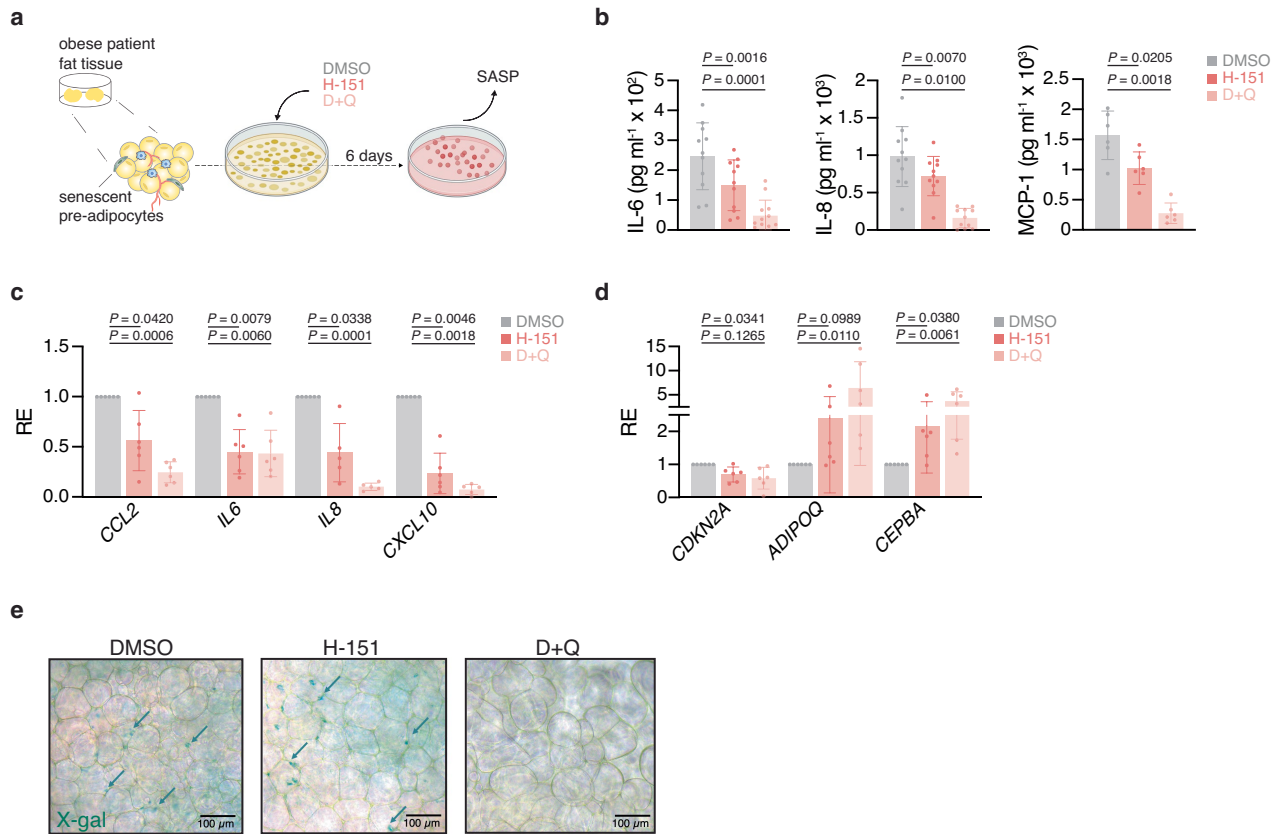 a
obese patient
fat tissue
senescent
pre-adipocytes
DMSO
H-151
D+Q
6 days
SASP
b
P = 0.0016
P = 0.0001
IL-6 (pg ml⁻¹ x 10²)
6
5
4
3
2
1
0
P = 0.0070
P = 0.0100
IL-8 (pg ml⁻¹ x 10³)
2
1.5
1
0.5
0
P = 0.0205
P = 0.0018
MCP-1 (pg ml⁻¹ x 10³)
2.5
2
1.5
1
0.5
0
DMSO
H-151
D+Q
c
P = 0.0420
P = 0.0006
P = 0.0079
P = 0.0060
P = 0.0338
P = 0.0001
P = 0.0046
P = 0.0018
DMSO
H-151
D+Q
RE
1.5
1.0
0.5
0.0
CCL2
IL6
IL8
CXCL10
d
P = 0.0341
P = 0.1265
P = 0.0989
P = 0.0110
P = 0.0380
P = 0.0061
DMSO
H-151
D+Q
RE
15
10
5
2
1
0
CDKN2A
ADIPOQ
CEPBA
e
DMSO
H-151
D+Q
X-gal
100 µm
100 µm
100 µm